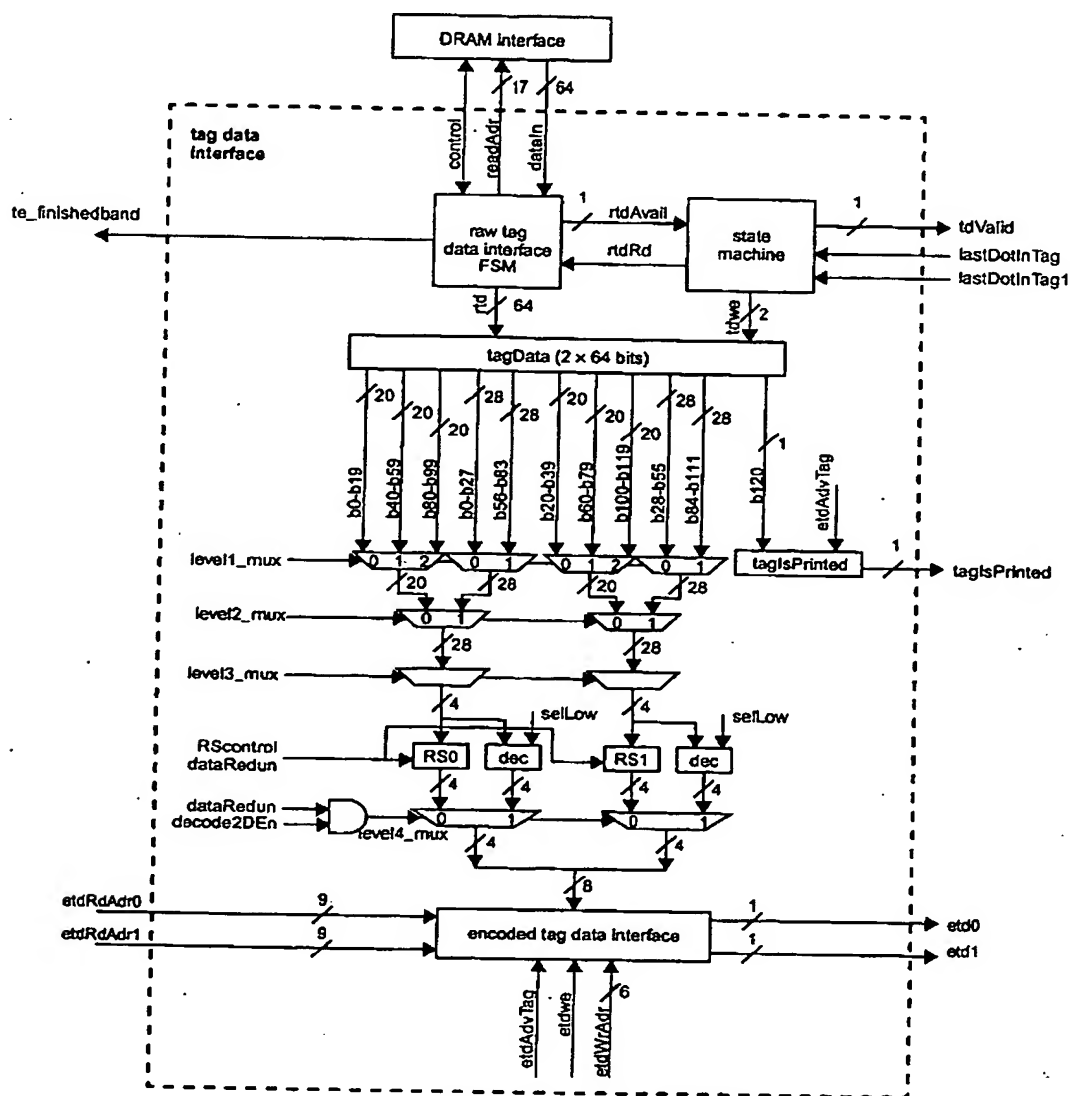 DRAM interface
17
64
tag data
interface
control
readAdr
dataIn
te_finishedband
raw tag
data interface
FSM
1
rtdAvail
rtdRd
state
machine
1
tdValid
lastDotInTag
lastDotInTag1
rtd
64
tdwe
2
tagData (2 × 64 bits)
20
20
20
28
28
20
20
20
28
28
1
b0-b19
b40-b59
b80-b99
b0-b27
b56-b83
b20-b39
b60-b79
b100-b119
b28-b55
b84-b111
b120
etdAdvTag
level1_mux
0 1 2
0 1
0 1 2
0 1
tagIsPrinted
1
tagIsPrinted
20
28
20
28
level2_mux
0 1
0 1
28
28
level3_mux
4
4
selLow
selLow
RScontrol
dataRedun
RS0
dec
RS1
dec
4
4
4
4
dataRedun
decode2DEn
level4_mux
0 1
0 1
4
4
8
etdRdAdr0
9
etdRdAdr1
9
encoded tag data interface
1
etd0
1
etd1
6
etdAdvTag
etdwe
etdWrAdr